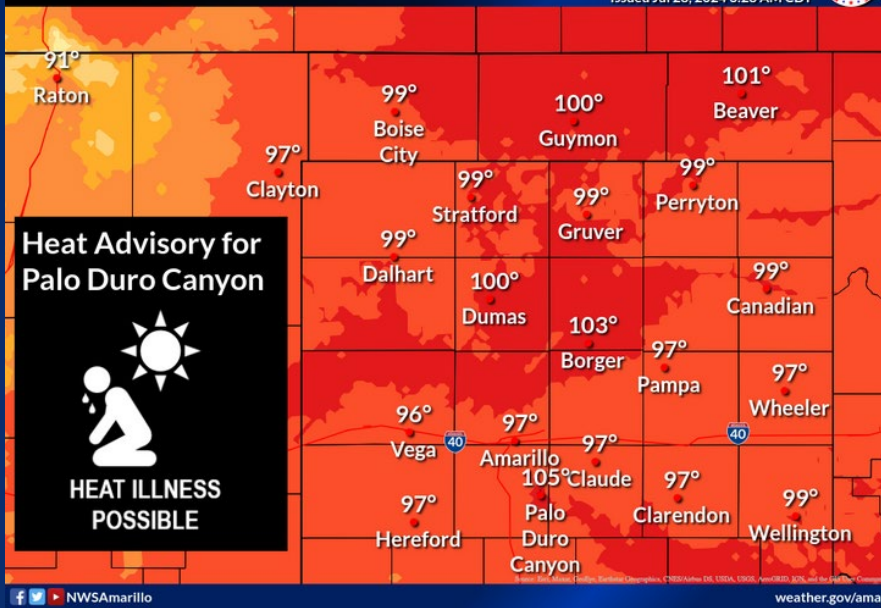 91°
Raton
99°
Boise
City
100°
Guymon
101°
Beaver
97°
Clayton
99°
Stratford
99°
Gruver
99°
Perryton
Heat Advisory for
Palo Duro Canyon
HEAT ILLNESS
POSSIBLE
99°
Dalhart
100°
Dumas
99°
Canadian
103°
Borger
97°
Pampa
97°
Wheeler
96°
Vega
40
97°
Amarillo
97°
Claude
40
105°
Palo
Duro
Canyon
97°
Hereford
97°
Clarendon
99°
Wellington
NWSAmarillo
weather.gov/ama